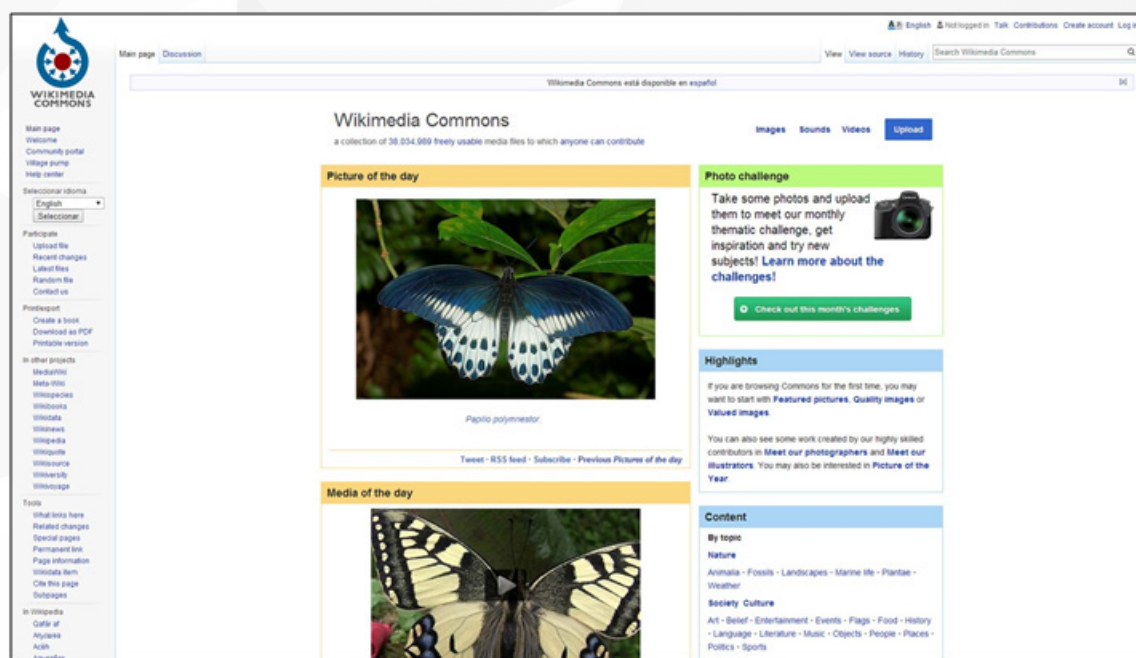 English Not logged in Talk Contributions Create account Log in
Main page Discussion
View View source History Search Wikimedia Commons
WIKIMEDIA
COMMONS
Wikimedia Commons está disponible en español
Main page
Welcome
Community portal
Village pump
Help center
Seleccionar idioma
English
Seleccionar
Participate
Upload file
Recent changes
Latest files
Random file
Contact us
Print/export
Create a book
Download as PDF
Printable version
In other projects
MediaWiki
Meta-Wiki
Wikispecies
Wikibooks
Wikidata
Wikinews
Wikipedia
Wikiquote
Wikisource
Wikiversity
Wikivoyage
Tools
What links here
Related changes
Special pages
Permanent link
Page information
Wikidata item
Cite this page
Subpages
In Wikipedia
Qafár af
Аҧсшәа
Acèh
Wikimedia Commons
a collection of 38,034,989 freely usable media files to which anyone can contribute
Images Sounds Videos Upload
Picture of the day
Papilio polymnestor.
Tweet - RSS feed - Subscribe - Previous Pictures of the day
Media of the day
Photo challenge
Take some photos and upload
them to meet our monthly
thematic challenge, get
inspiration and try new
subjects! Learn more about the
challenges!
Check out this month's challenges
Highlights
If you are browsing Commons for the first time, you may
want to start with Featured pictures, Quality images or
Valued images.
You can also see some work created by our highly skilled
contributors in Meet our photographers and Meet our
illustrators. You may also be interested in Picture of the
Year.
Content
By topic
Nature
Animalia - Fossils - Landscapes - Marine life - Plantae -
Weather
Society Culture
Art - Belief - Entertainment - Events - Flags - Food - History
- Language - Literature - Music - Objects - People - Places -
Politics - Sports